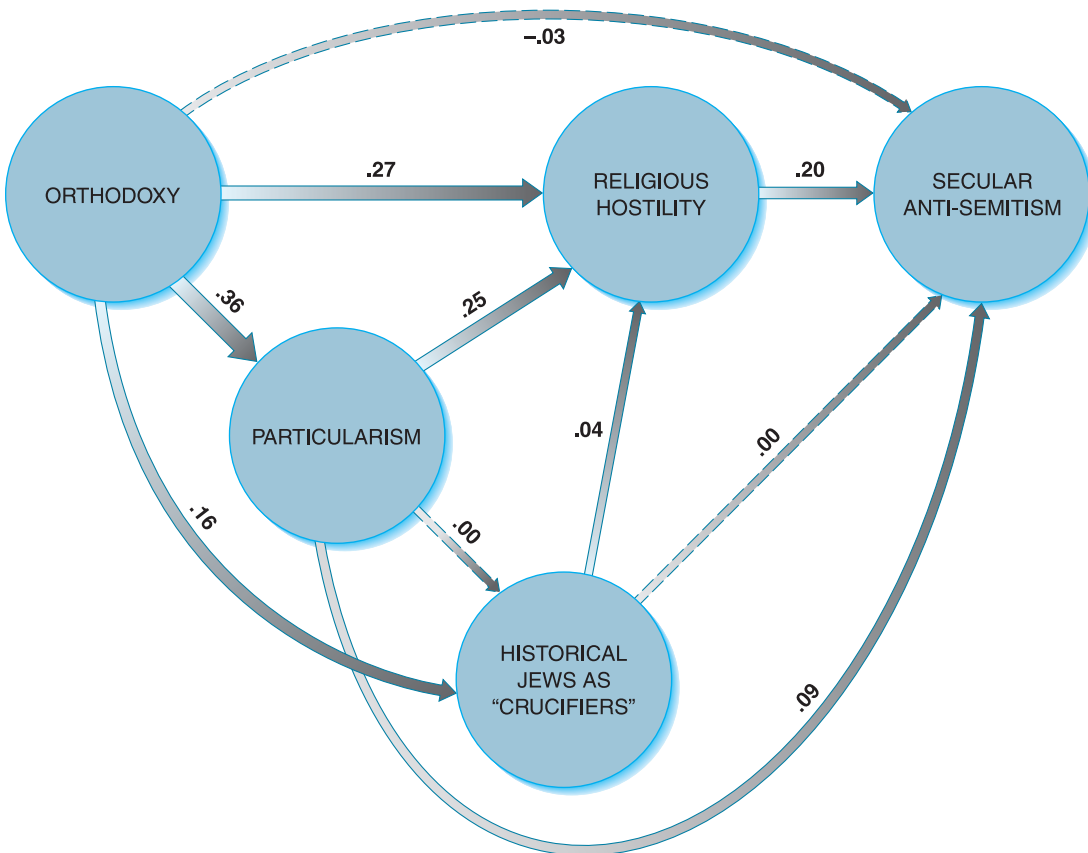 –.03
ORTHODOXY
.27
RELIGIOUS
HOSTILITY
.20
SECULAR
ANTI-SEMITISM
.36
.25
PARTICULARISM
.04
.00
.16
.00
HISTORICAL
JEWS AS
“CRUCIFIERS”
.09